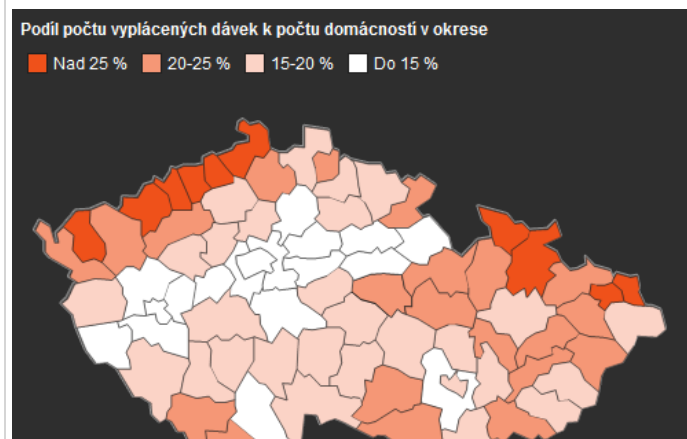 Podíl počtu vyplácených dávek k počtu domácností v okrese
Nad 25 % 20-25 % 15-20 % Do 15 %